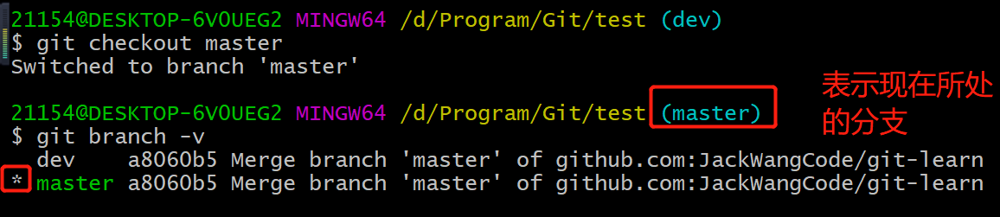 21154@DESKTOP-6V0UEG2 MINGW64 /d/Program/Git/test (dev)
$ git checkout master
Switched to branch 'master'
21154@DESKTOP-6V0UEG2 MINGW64 /d/Program/Git/test (master)
$ git branch -v
dev    a8060b5 Merge branch 'master' of github.com:JackWangCode/git-learn
* master a8060b5 Merge branch 'master' of github.com:JackWangCode/git-learn
表示现在所处
的分支